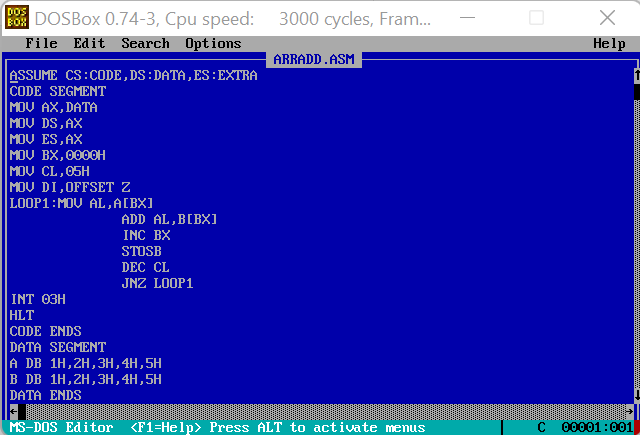 DOS
BOX
DOSBox 0.74-3, Cpu speed: 3000 cycles, Fram...
File Edit Search Options Help
ARRADD.ASM
ASSUME CS:CODE,DS:DATA,ES:EXTRA
CODE SEGMENT
MOV AX,DATA
MOV DS,AX
MOV ES,AX
MOV BX,0000H
MOV CL,05H
MOV DI,OFFSET Z
LOOP1:MOV AL,A[BX]
ADD AL,B[BX]
INC BX
STOSB
DEC CL
JNZ LOOP1
INT 03H
HLT
CODE ENDS
DATA SEGMENT
A DB 1H,2H,3H,4H,5H
B DB 1H,2H,3H,4H,5H
DATA ENDS
MS-DOS Editor <F1=Help> Press ALT to activate menus C 00001:001